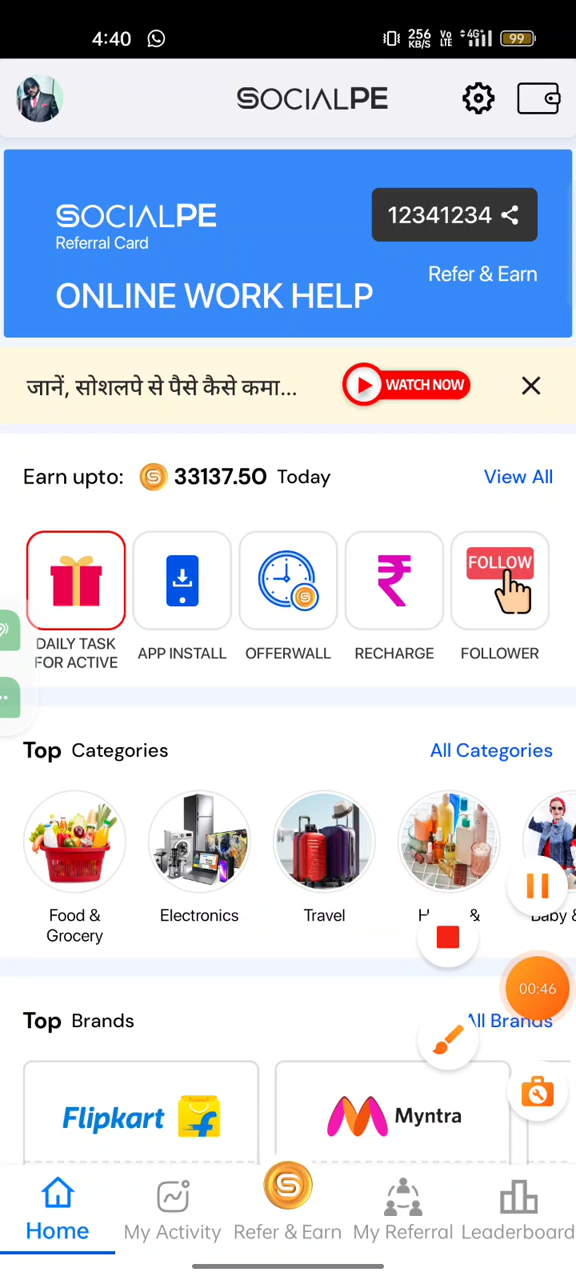 4:40
256 KB/S Vo LTE 4G 99
SOCIALPE
SOCIALPE
12341234
Referral Card
Refer & Earn
ONLINE WORK HELP
जानें, सोशलपे से पैसे कैसे कमा...
WATCH NOW
Earn upto: S 33137.50 Today
View All
FOLLOW
DAILY TASK
FOR ACTIVE
APP INSTALL
OFFERWALL
RECHARGE
FOLLOWER
Top Categories
All Categories
Food &
Grocery
Electronics
Travel
H &
Baby &
00:46
Top Brands
All Brands
Flipkart
Myntra
Home
My Activity
Refer & Earn
My Referral
Leaderboard